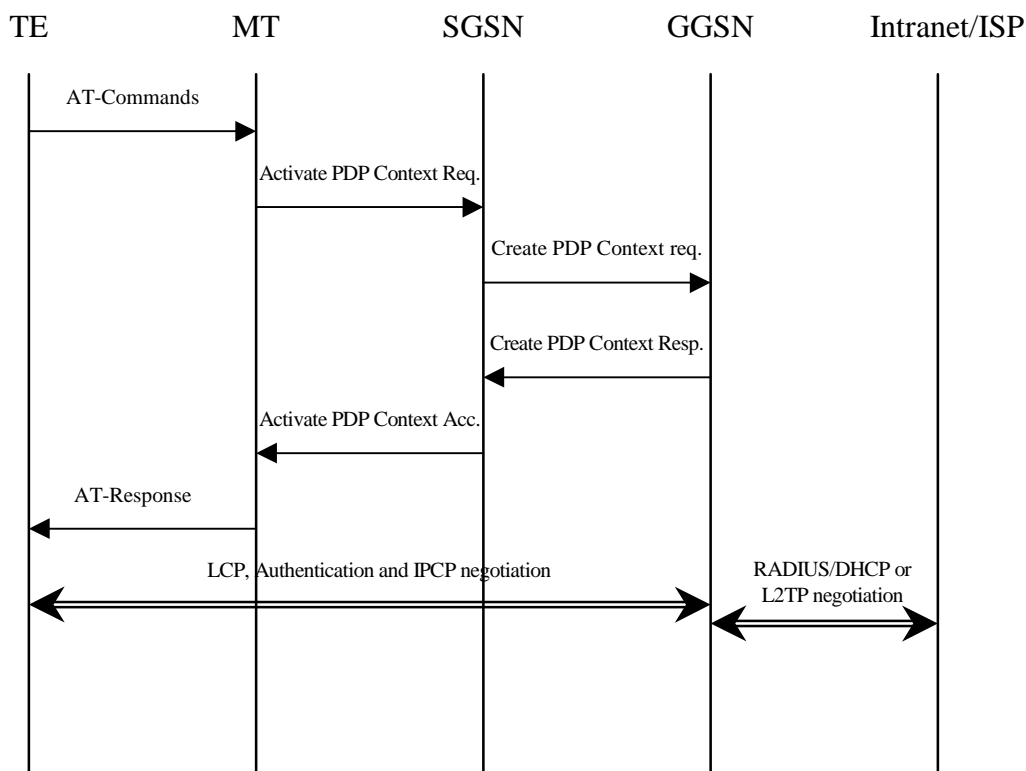 TE
MT
SGSN
GGSN
Intranet/ISP
AT-Commands
Activate PDP Context Req.
Create PDP Context req.
Create PDP Context Resp.
Activate PDP Context Acc.
AT-Response
LCP, Authentication and IPCP negotiation
RADIUS/DHCP or
L2TP negotiation